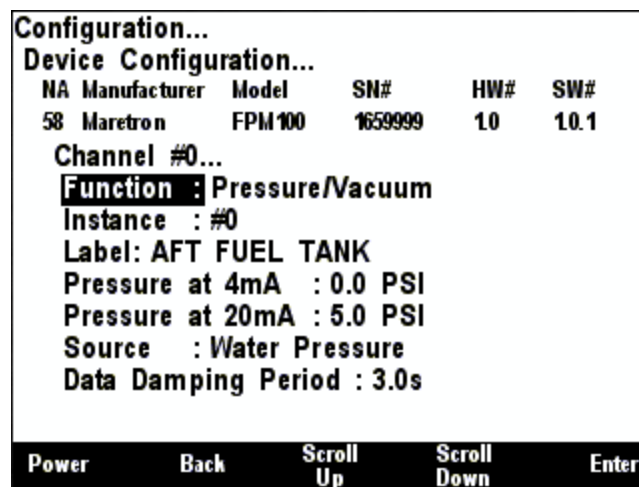 Configuration...
Device Configuration...
NA Manufacturer Model SN# HW# SW#
58 Maretron FPM100 1659999 1.0 1.0.1
Channel #0...
Function : Pressure/Vacuum
Instance : #0
Label: AFT FUEL TANK
Pressure at 4mA : 0.0 PSI
Pressure at 20mA : 5.0 PSI
Source : Water Pressure
Data Damping Period : 3.0s
Power Back Scroll Up Scroll Down Enter